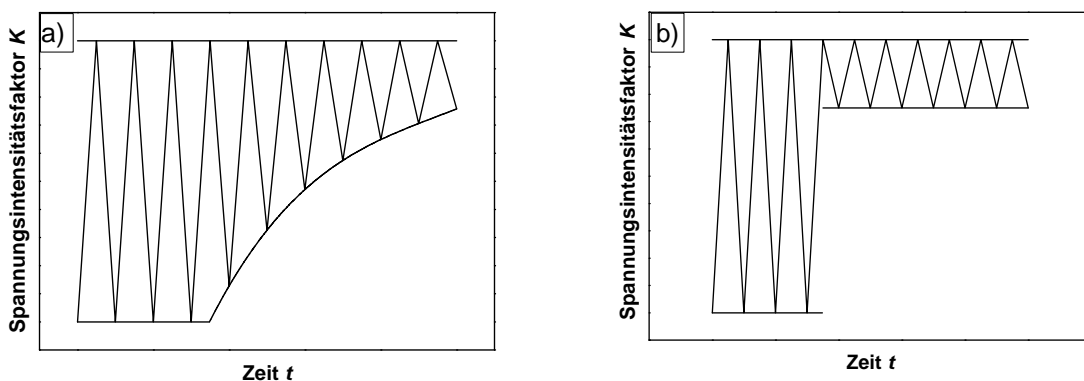 a)
Spannungsintensitätsfaktor K
Zeit t
b)
Spannungsintensitätsfaktor K
Zeit t